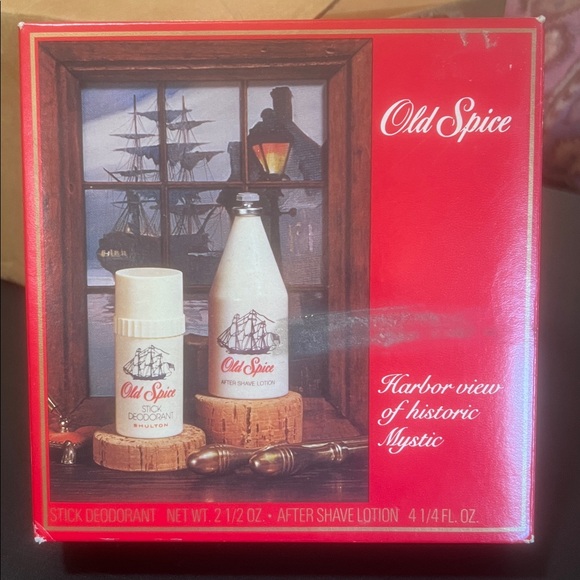 Old Spice
Old Spice
STICK
DEODORANT
SHULTON
Old Spice
AFTER SHAVE LOTION
Harbor view
of historic
Mystic
STICK DEODORANT NET WT. 2 1/2 OZ. • AFTER SHAVE LOTION 4 1/4 FL. OZ.